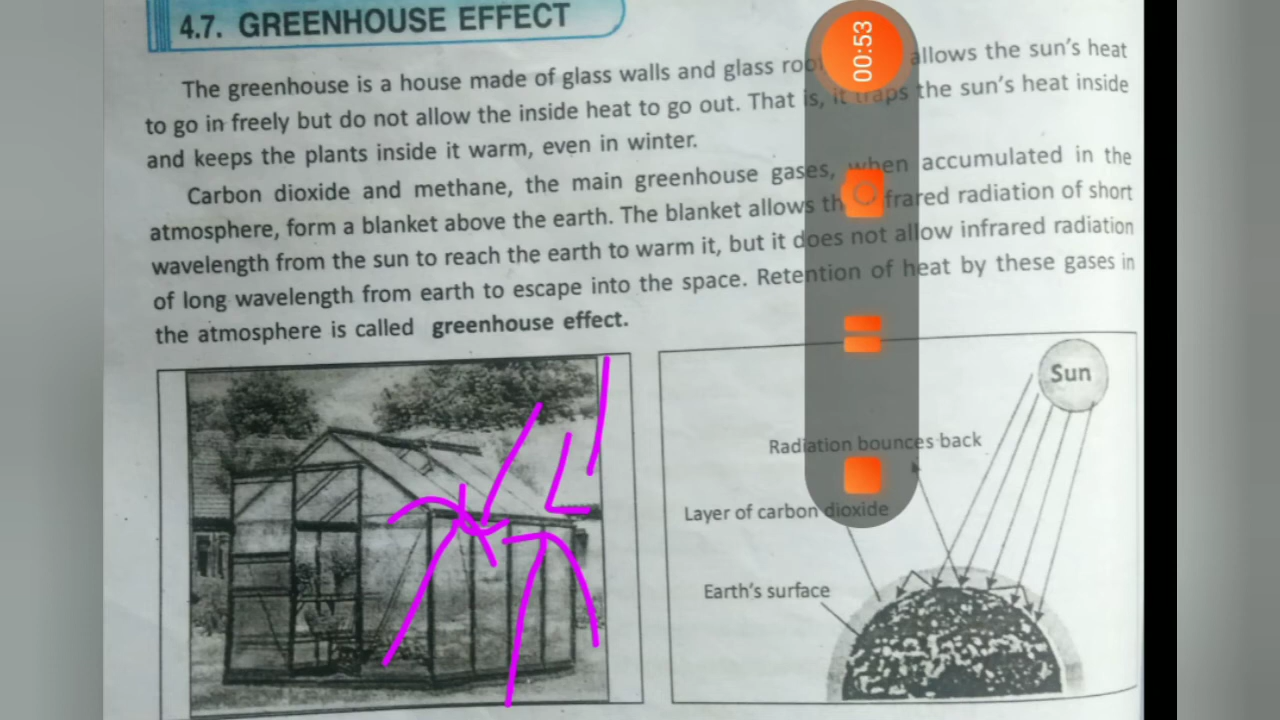 4.7. GREENHOUSE EFFECT
The greenhouse is a house made of glass walls and glass allows the sun's heat
to go in freely but do not allow the inside heat to go out. That is, it traps the sun's heat inside
and keeps the plants inside it warm, even in winter.
Carbon dioxide and methane, the main greenhouse gases, when accumulated in the
atmosphere, form a blanket above the earth. The blanket allows radiation of short
wavelength from the sun to reach the earth to warm it, but it does not allow infrared radiation
of long wavelength from earth to escape into the space. Retention of heat by these gases in
the atmosphere is called greenhouse effect.
00:53
Sun
Radiation bounces back
Layer of carbon dioxide
Earth's surface